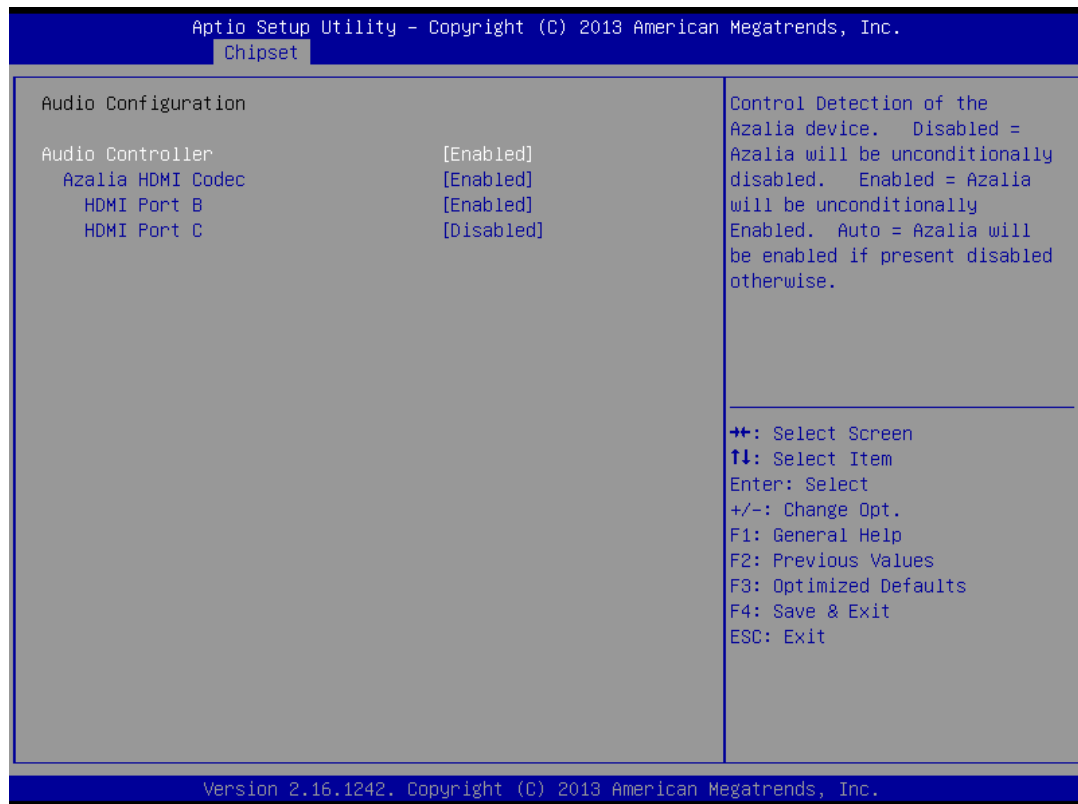 Aptio Setup Utility – Copyright (C) 2013 American Megatrends, Inc.
Chipset
Audio Configuration
Audio Controller [Enabled]
Azalia HDMI Codec [Enabled]
HDMI Port B [Enabled]
HDMI Port C [Disabled]
Control Detection of the
Azalia device. Disabled =
Azalia will be unconditionally
disabled. Enabled = Azalia
will be unconditionally
Enabled. Auto = Azalia will
be enabled if present disabled
otherwise.
→←: Select Screen
↑↓: Select Item
Enter: Select
+/-: Change Opt.
F1: General Help
F2: Previous Values
F3: Optimized Defaults
F4: Save & Exit
ESC: Exit
Version 2.16.1242. Copyright (C) 2013 American Megatrends, Inc.